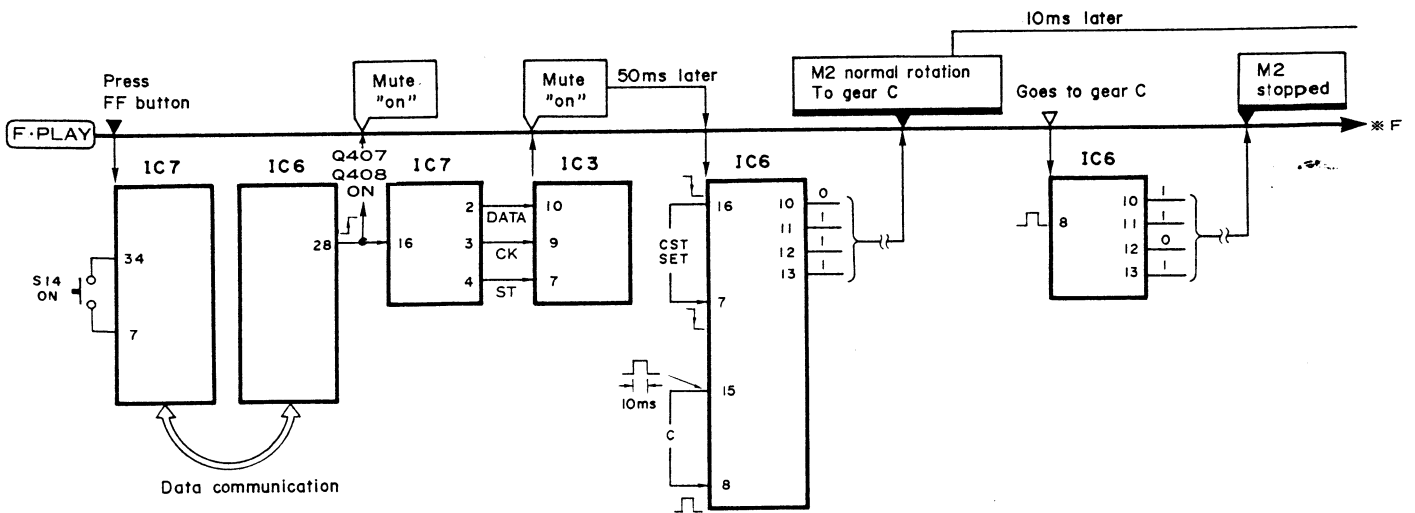 10ms later
Press
FF button
Mute
"on"
Mute
"on"
50ms later
M2 normal rotation
To gear C
Goes to gear C
M2
stopped
F·PLAY
※F
IC7
IC6
Q407
Q408
ON
IC7
IC3
IC6
IC6
34
7
S14
ON
28
16
2
DATA
10
3
CK
9
4
ST
7
16
CST
SET
7
10 0
11 1
12 1
13 1
15
10ms
C
8
8
10 1
11 1
12 0
13 1
Data communication